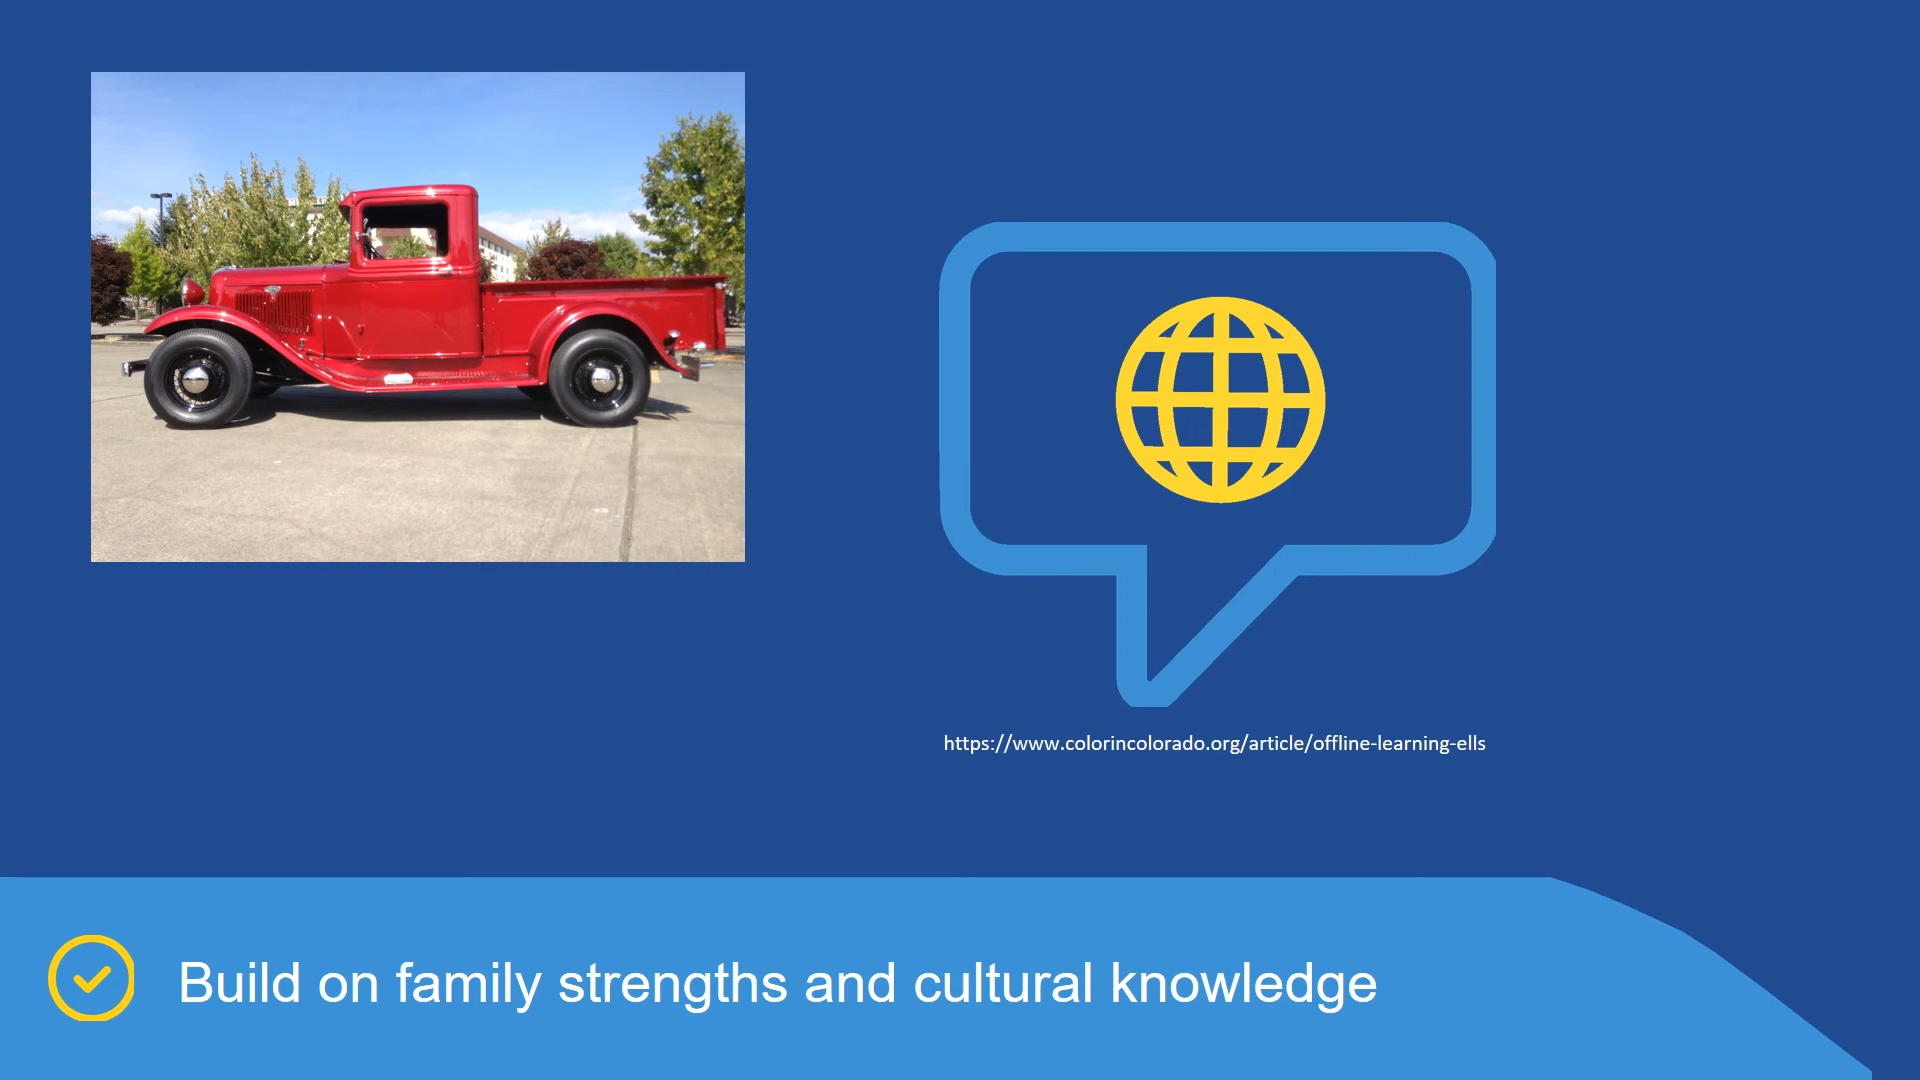 https://www.colorincolorado.org/article/offline-learning-ells
Build on family strengths and cultural knowledge